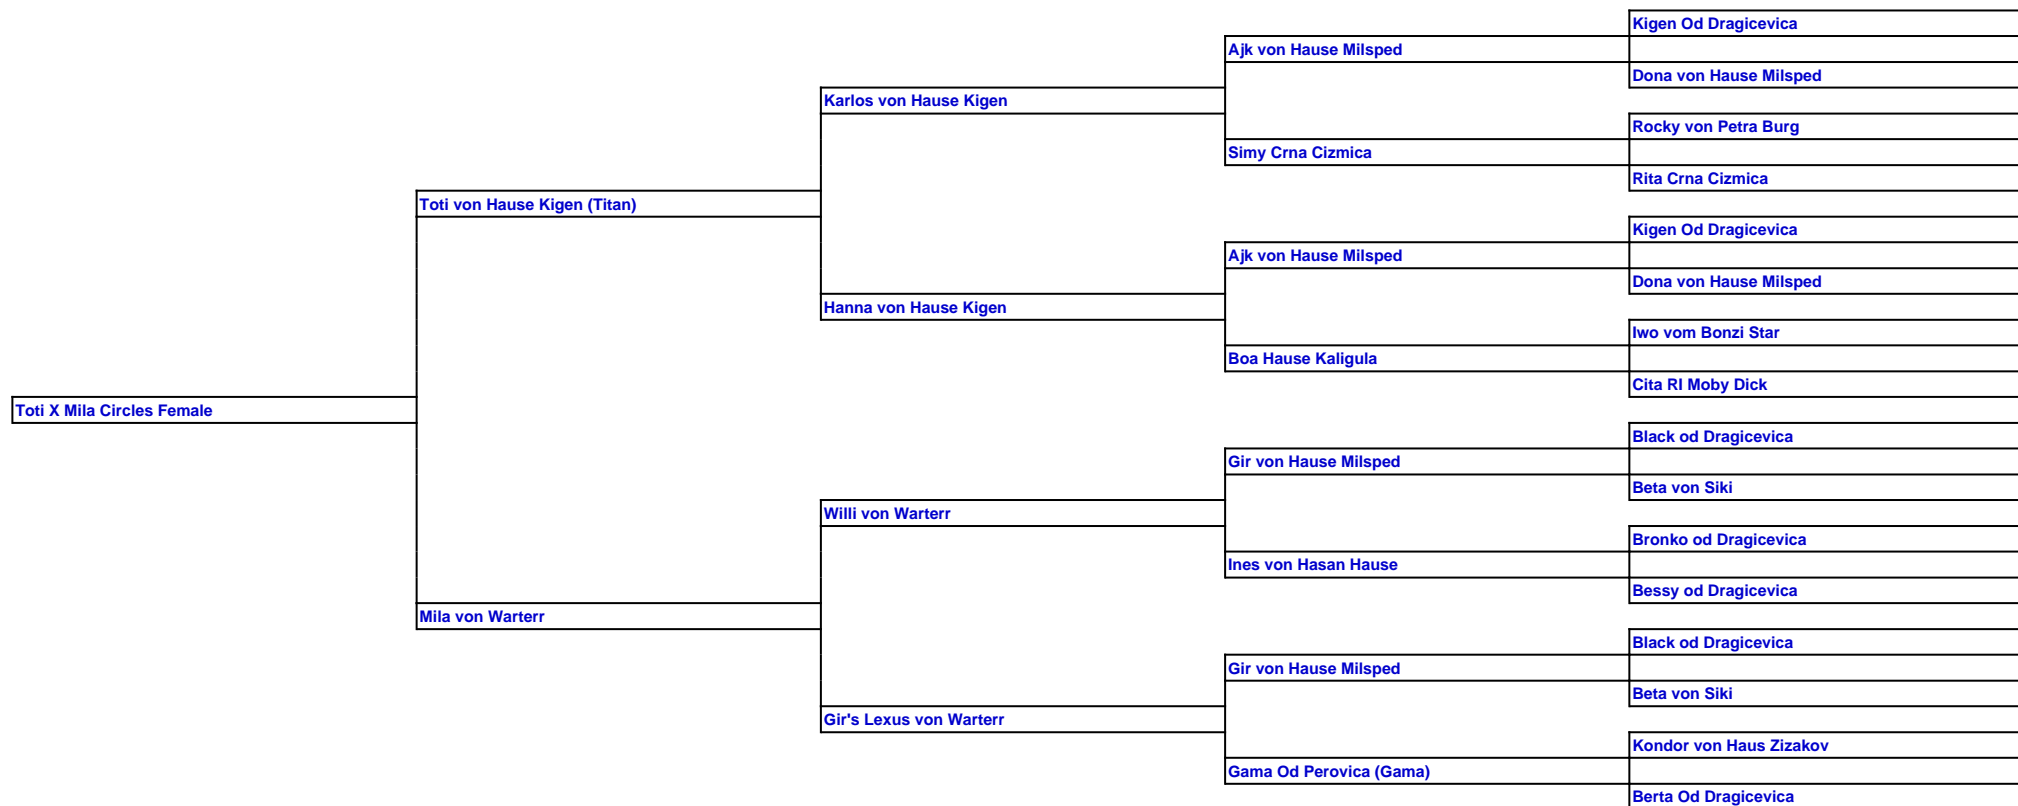 Kigen Od Dragicevica
Ajk von Hause Milsped
Dona von Hause Milsped
Karlos von Hause Kigen
Rocky von Petra Burg
Simy Crna Cizmica
Rita Crna Cizmica
Toti von Hause Kigen (Titan)
Kigen Od Dragicevica
Ajk von Hause Milsped
Dona von Hause Milsped
Hanna von Hause Kigen
Iwo vom Bonzi Star
Boa Hause Kaligula
Cita RI Moby Dick
Toti X Mila Circles Female
Black od Dragicevica
Gir von Hause Milsped
Beta von Siki
Willi von Warterr
Bronko od Dragicevica
Ines von Hasan Hause
Bessy od Dragicevica
Mila von Warterr
Black od Dragicevica
Gir von Hause Milsped
Beta von Siki
Gir's Lexus von Warterr
Kondor von Haus Zizakov
Gama Od Perovica (Gama)
Berta Od Dragicevica